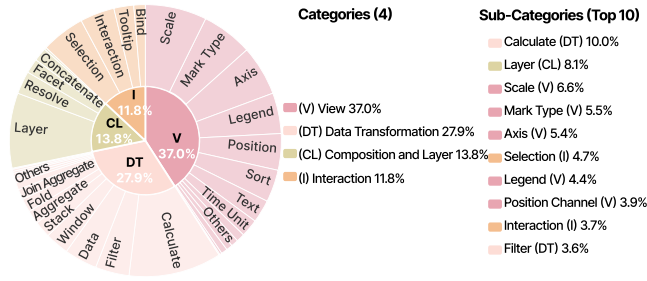 Categories (4)
(V) View 37.0%
(DT) Data Transformation 27.9%
(CL) Composition and Layer 13.8%
(I) Interaction 11.8%
Sub-Categories (Top 10)
Calculate (DT) 10.0%
Layer (CL) 8.1%
Scale (V) 6.6%
Mark Type (V) 5.5%
Axis (V) 5.4%
Selection (I) 4.7%
Legend (V) 4.4%
Position Channel (V) 3.9%
Interaction (I) 3.7%
Filter (DT) 3.6%
V
37.0%
DT
27.9%
CL
13.8%
I
11.8%
Scale
Mark Type
Axis
Legend
Position
Sort
Text
Time Unit
Others
Calculate
Filter
Data
Window
Stack
Aggregate
Fold
Join Aggregate
Others
Layer
Resolve
Facet
Concatenate
Selection
Interaction
Tooltip
Bind